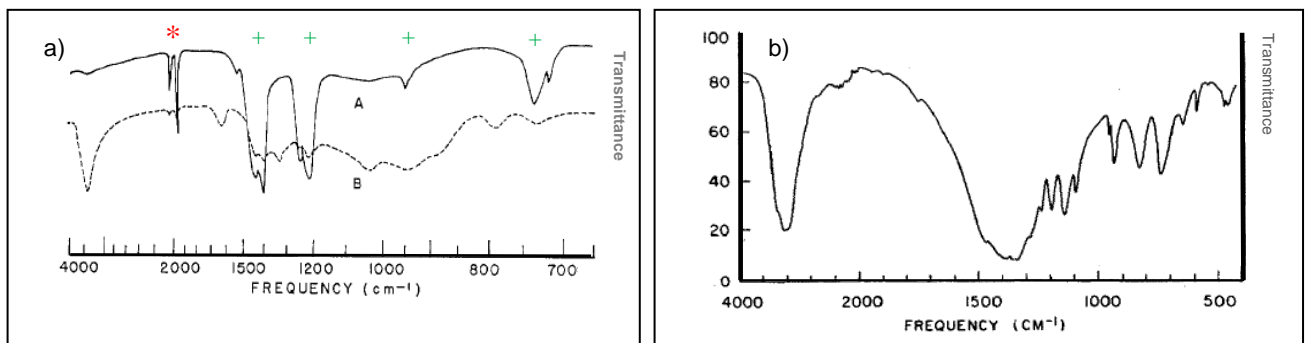 a)
*
+ + + +
A
B
Transmittance
4000 2000 1500 1200 1000 800 700
FREQUENCY (cm⁻¹)
b)
100
80
60
40
20
0
Transmittance
4000 2000 1500 1000 500
FREQUENCY (CM⁻¹)